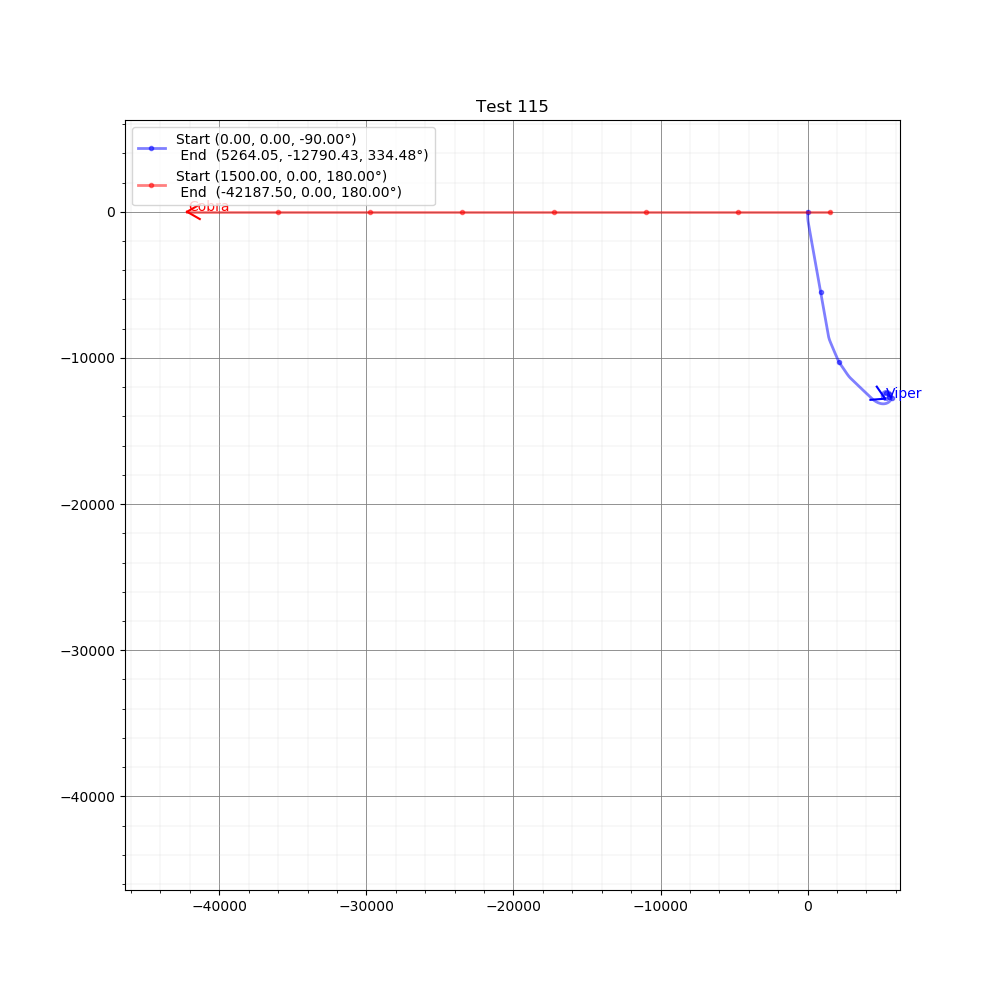 Test 115
Start (0.00, 0.00, -90.00°)
End (5264.05, -12790.43, 334.48°)
Start (1500.00, 0.00, 180.00°)
End (-42187.50, 0.00, 180.00°)
Cobra
Viper
0
−10000
−20000
−30000
−40000
−40000 −30000 −20000 −10000 0